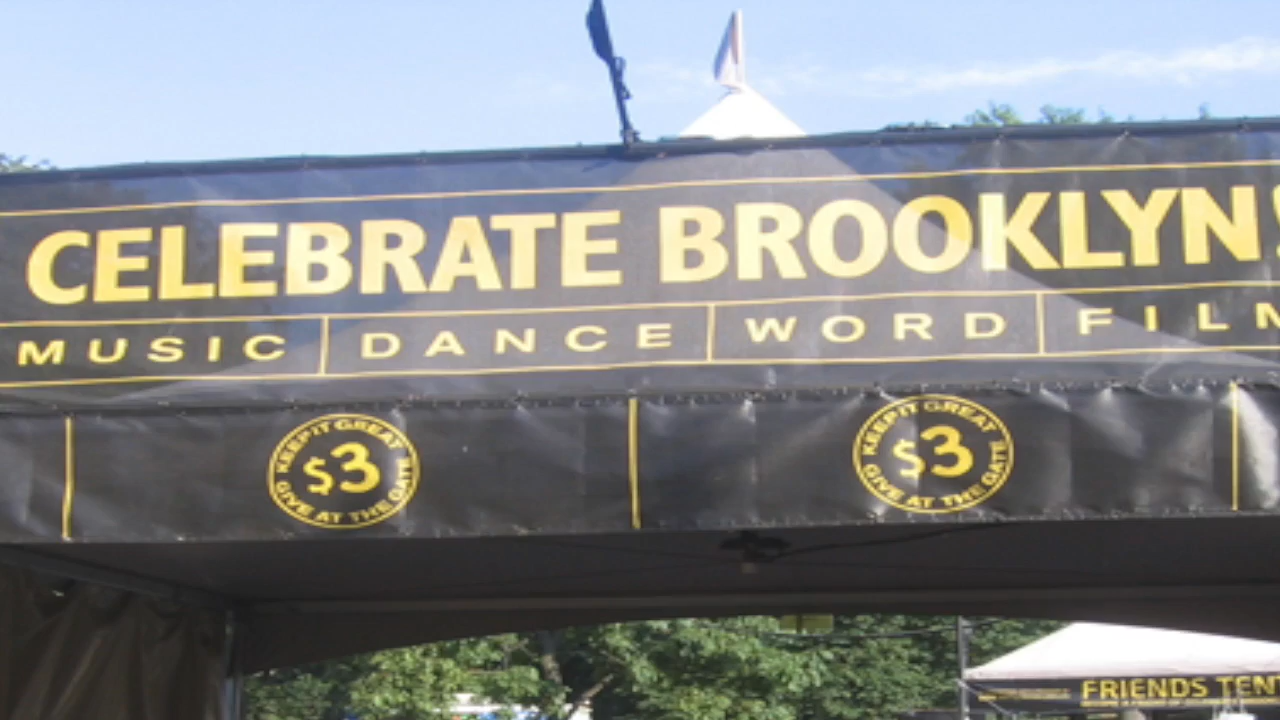 CELEBRATE BROOKLYN!
MUSIC DANCE WORD FILM
KEEP IT GREAT
$3
GIVE AT THE GATE
KEEP IT GREAT
$3
GIVE AT THE GATE
FRIENDS TENT